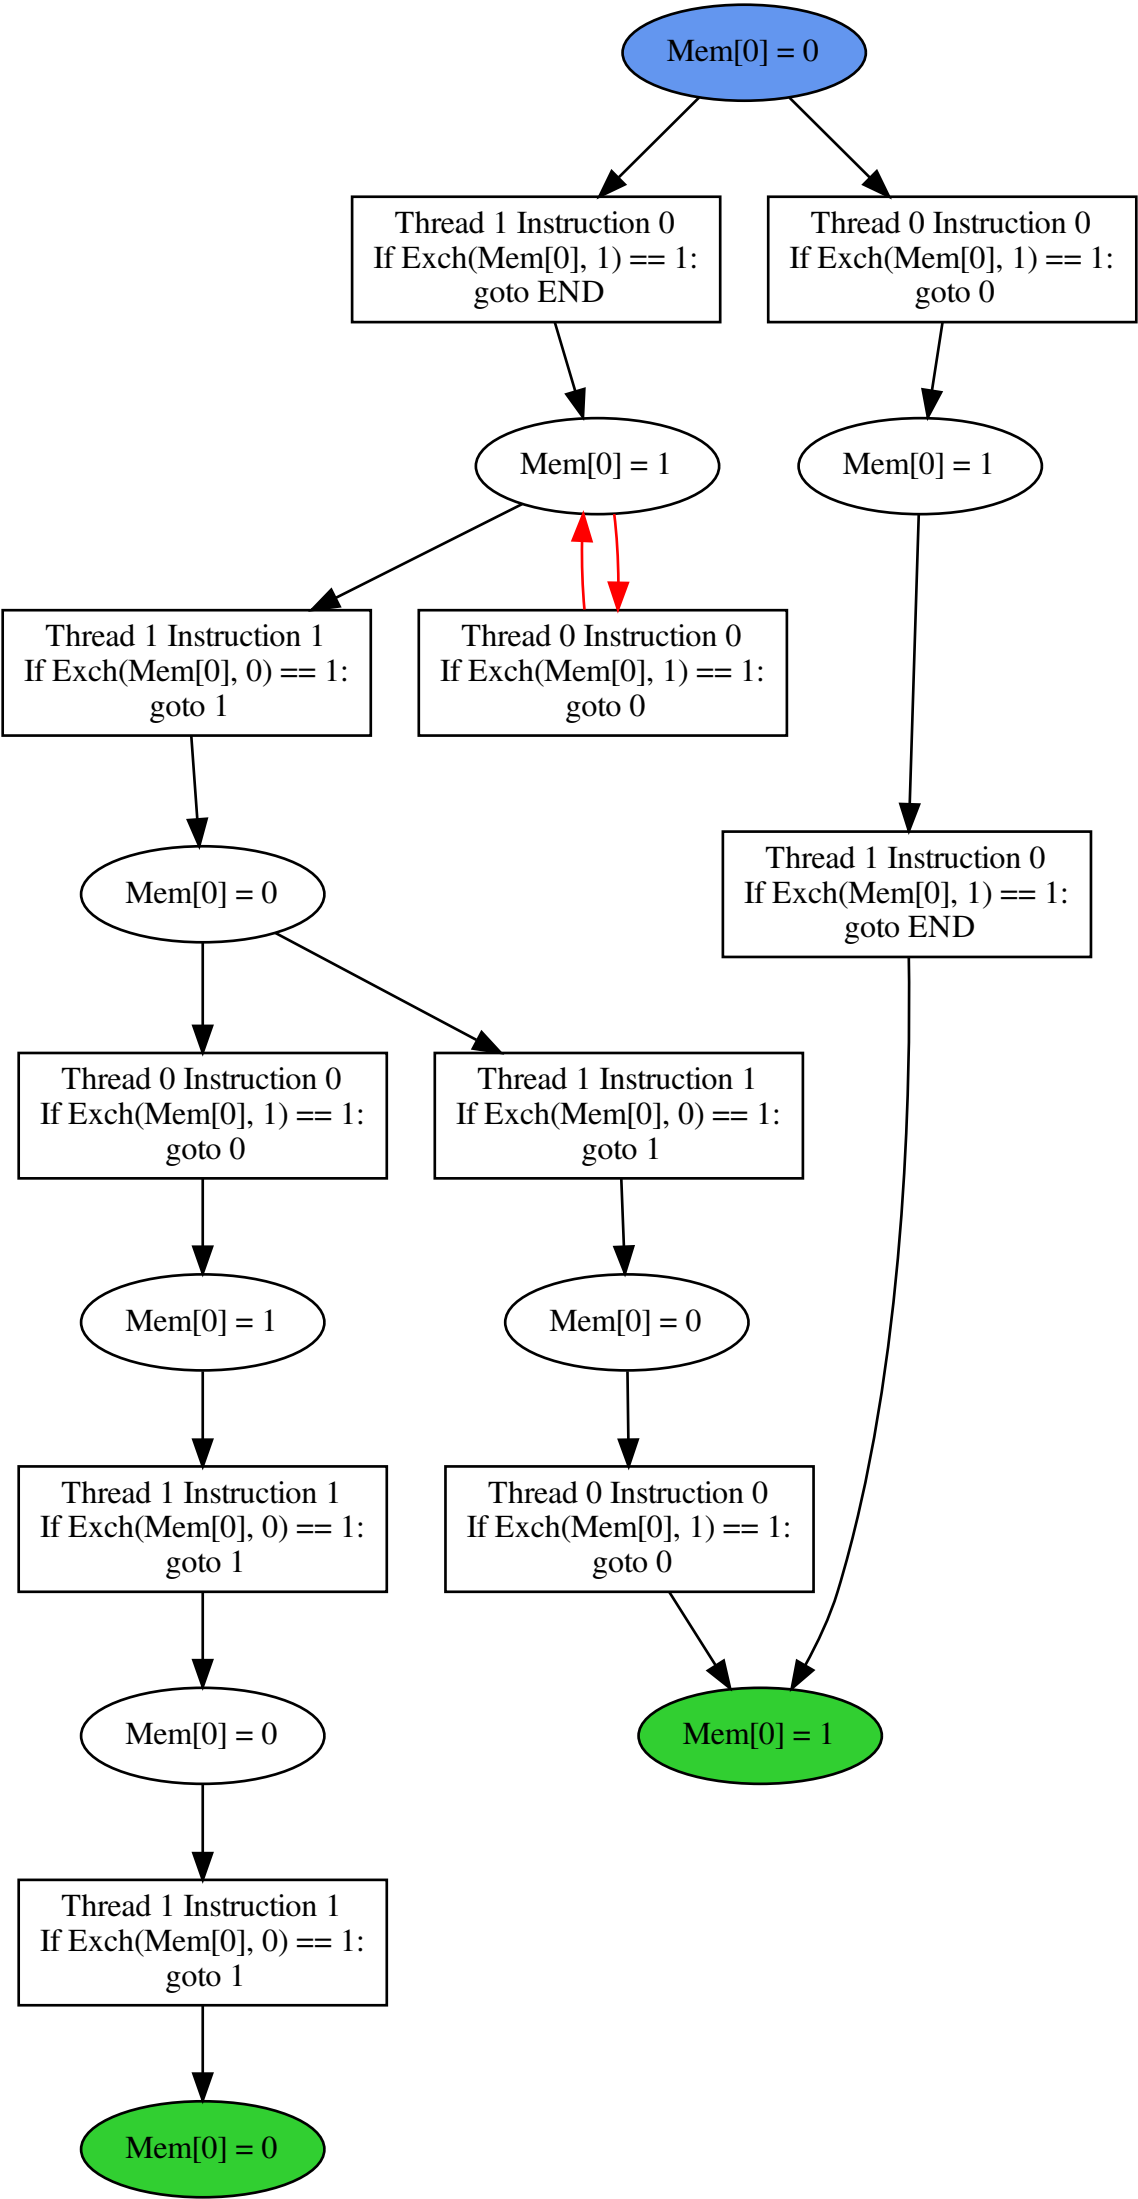 Mem[0] = 0
Thread 1 Instruction 0
If Exch(Mem[0], 1) == 1:
goto END
Thread 0 Instruction 0
If Exch(Mem[0], 1) == 1:
goto 0
Mem[0] = 1
Mem[0] = 1
Thread 1 Instruction 1
If Exch(Mem[0], 0) == 1:
goto 1
Thread 0 Instruction 0
If Exch(Mem[0], 1) == 1:
goto 0
Mem[0] = 0
Thread 1 Instruction 0
If Exch(Mem[0], 1) == 1:
goto END
Thread 0 Instruction 0
If Exch(Mem[0], 1) == 1:
goto 0
Thread 1 Instruction 1
If Exch(Mem[0], 0) == 1:
goto 1
Mem[0] = 1
Mem[0] = 0
Thread 1 Instruction 1
If Exch(Mem[0], 0) == 1:
goto 1
Thread 0 Instruction 0
If Exch(Mem[0], 1) == 1:
goto 0
Mem[0] = 0
Mem[0] = 1
Thread 1 Instruction 1
If Exch(Mem[0], 0) == 1:
goto 1
Mem[0] = 0